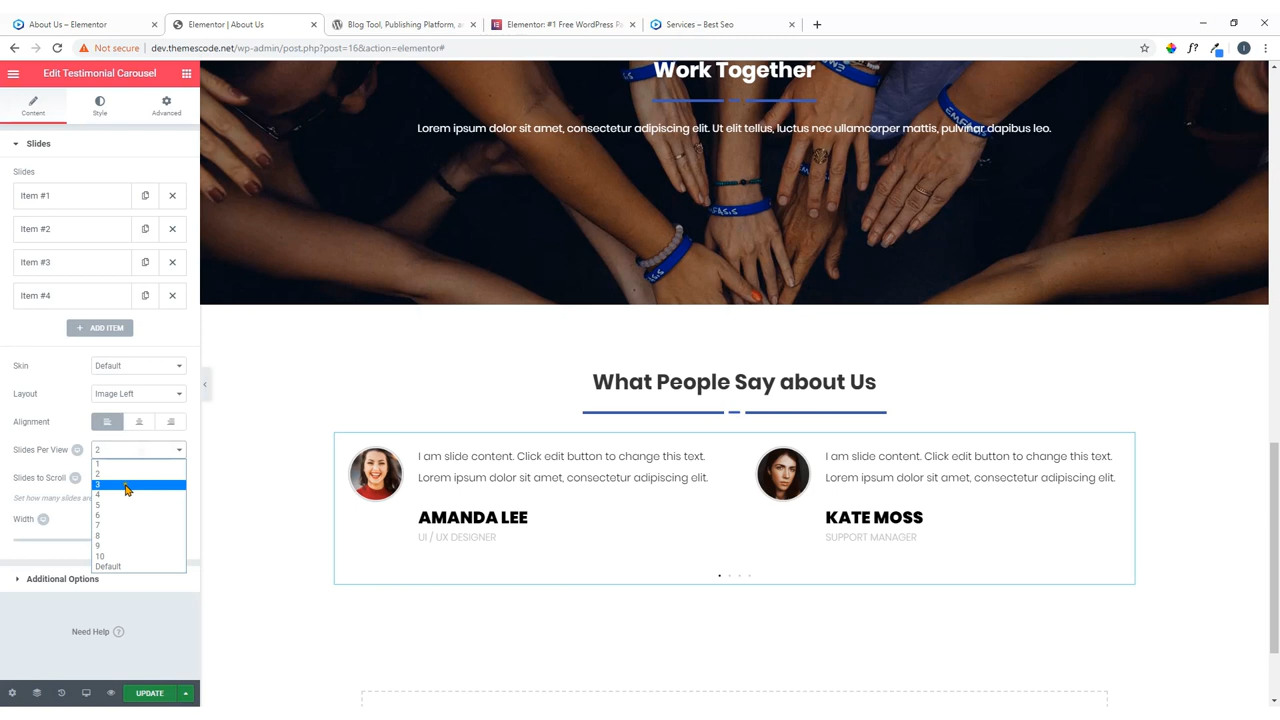 About Us – Elementor
Elementor | About Us
Blog Tool, Publishing Platform, a
Elementor: #1 Free WordPress P
Services – Best Seo
Not secure
dev.themescode.net/wp-admin/post.php?post=16&action=elementor#
Edit Testimonial Carousel
Content
Style
Advanced
Slides
Slides
Item #1
Item #2
Item #3
Item #4
+ ADD ITEM
Skin
Default
Layout
Image Left
Alignment
Slides Per View
2
1
2
3
4
5
6
7
8
9
10
Default
Slides to Scroll
Set how many slides are
Width
Additional Options
Need Help
UPDATE
Work Together
Lorem ipsum dolor sit amet, consectetur adipiscing elit. Ut elit tellus, luctus nec ullamcorper mattis, pulvinar dapibus leo.
What People Say about Us
I am slide content. Click edit button to change this text.
Lorem ipsum dolor sit amet, consectetur adipiscing elit.
AMANDA LEE
UI / UX DESIGNER
I am slide content. Click edit button to change this text.
Lorem ipsum dolor sit amet, consectetur adipiscing elit.
KATE MOSS
SUPPORT MANAGER